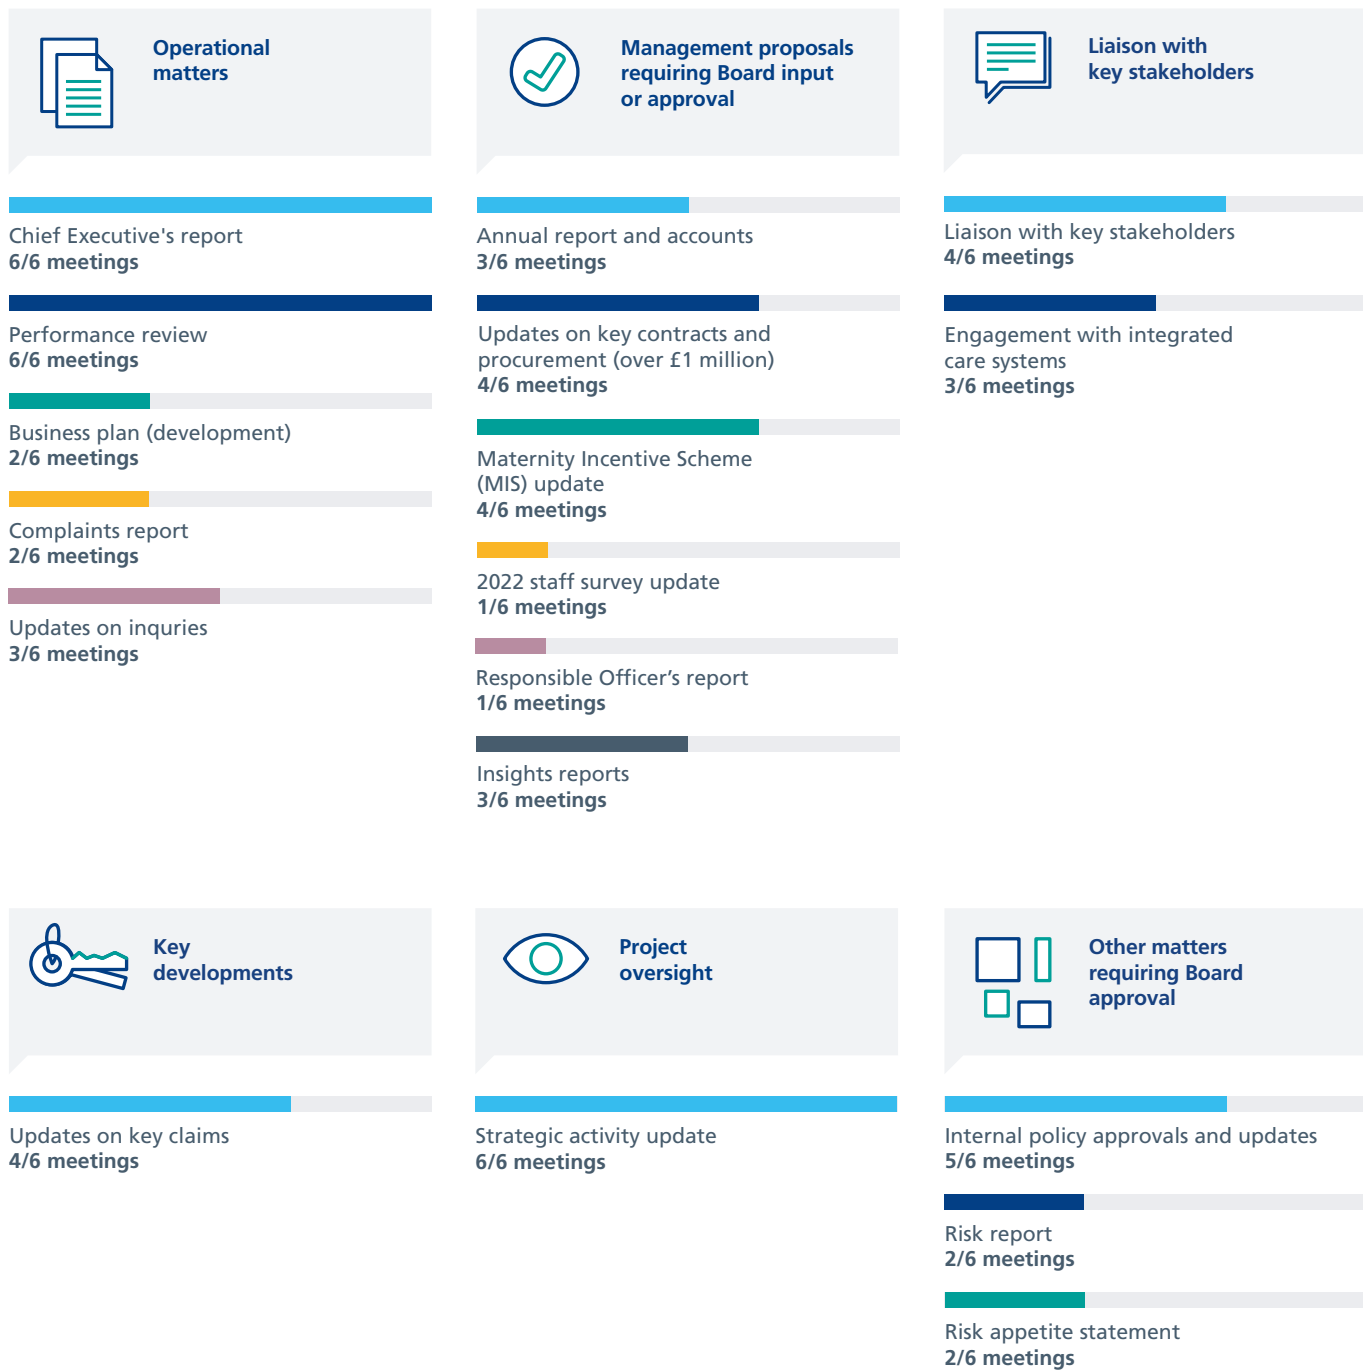 Operational
matters
Chief Executive's report
6/6 meetings
Performance review
6/6 meetings
Business plan (development)
2/6 meetings
Complaints report
2/6 meetings
Updates on inquries
3/6 meetings
Management proposals
requiring Board input
or approval
Annual report and accounts
3/6 meetings
Updates on key contracts and
procurement (over £1 million)
4/6 meetings
Maternity Incentive Scheme
(MIS) update
4/6 meetings
2022 staff survey update
1/6 meetings
Responsible Officer’s report
1/6 meetings
Insights reports
3/6 meetings
Liaison with
key stakeholders
Liaison with key stakeholders
4/6 meetings
Engagement with integrated
care systems
3/6 meetings
Key
developments
Updates on key claims
4/6 meetings
Project
oversight
Strategic activity update
6/6 meetings
Other matters
requiring Board
approval
Internal policy approvals and updates
5/6 meetings
Risk report
2/6 meetings
Risk appetite statement
2/6 meetings